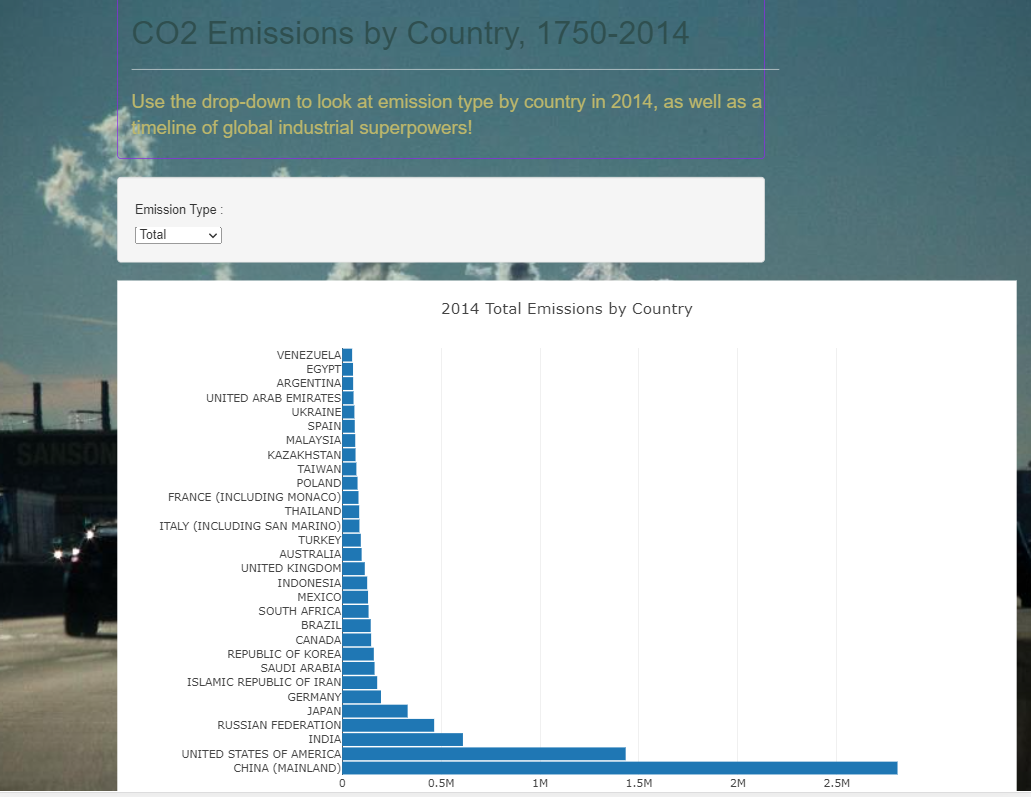 CO2 Emissions by Country, 1750-2014
Use the drop-down to look at emission type by country in 2014, as well as a
timeline of global industrial superpowers!
Emission Type :
Total
2014 Total Emissions by Country
VENEZUELA
EGYPT
ARGENTINA
UNITED ARAB EMIRATES
UKRAINE
SPAIN
MALAYSIA
KAZAKHSTAN
TAIWAN
POLAND
FRANCE (INCLUDING MONACO)
THAILAND
ITALY (INCLUDING SAN MARINO)
TURKEY
AUSTRALIA
UNITED KINGDOM
INDONESIA
MEXICO
SOUTH AFRICA
BRAZIL
CANADA
REPUBLIC OF KOREA
SAUDI ARABIA
ISLAMIC REPUBLIC OF IRAN
GERMANY
JAPAN
RUSSIAN FEDERATION
INDIA
UNITED STATES OF AMERICA
CHINA (MAINLAND)
0 0.5M 1M 1.5M 2M 2.5M
SANSOM